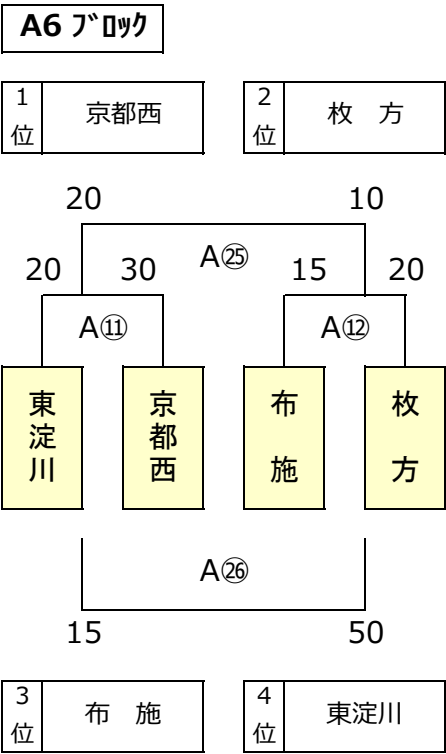 A6 ﾌﾞﾛｯｸ
1位 京都西 2位 枚　方
20 10
20 30 A㉕ 15 20
A⑪ A⑫
東淀川 京都西 布　施 枚　方
A㉖
15 50
3位 布　施 4位 東淀川